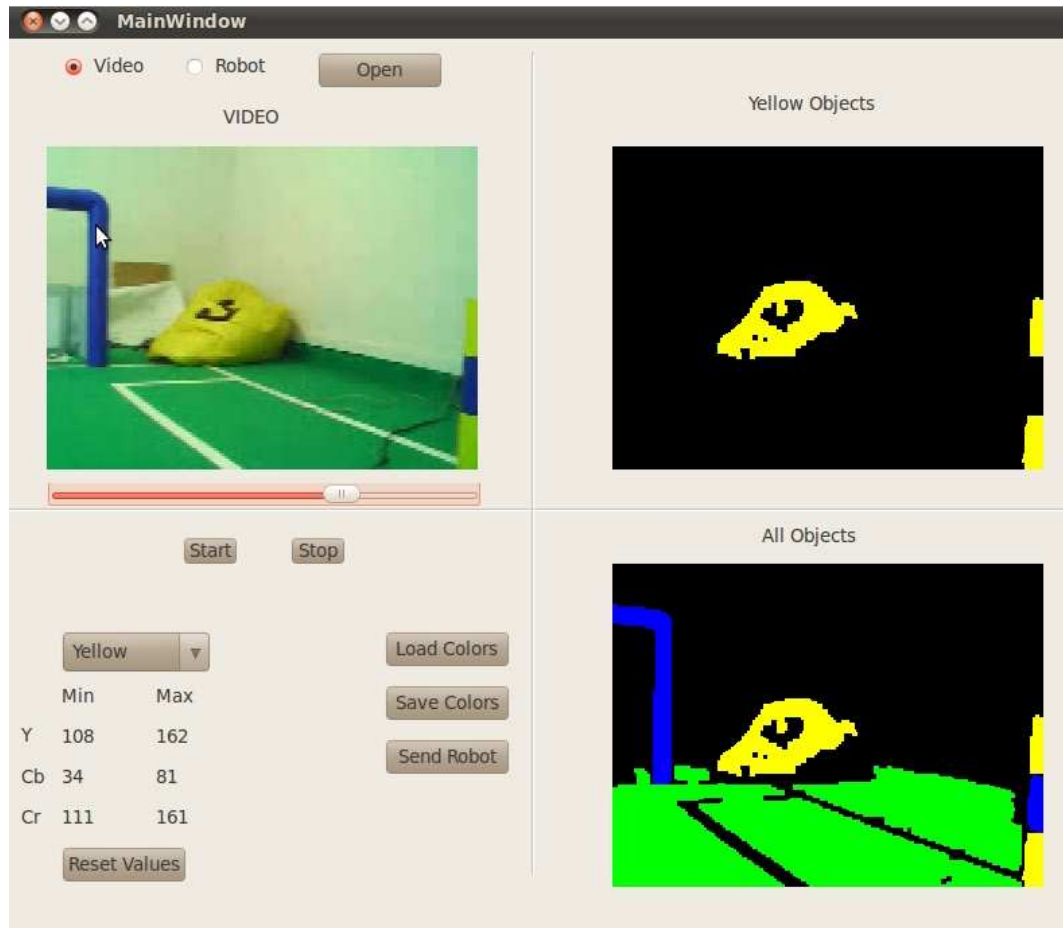 MainWindow
Video
Robot
Open
VIDEO
Yellow Objects
3
Start
Stop
All Objects
Yellow
Load Colors
Min
Max
Save Colors
Y
108
162
Send Robot
Cb
34
81
Cr
111
161
Reset Values